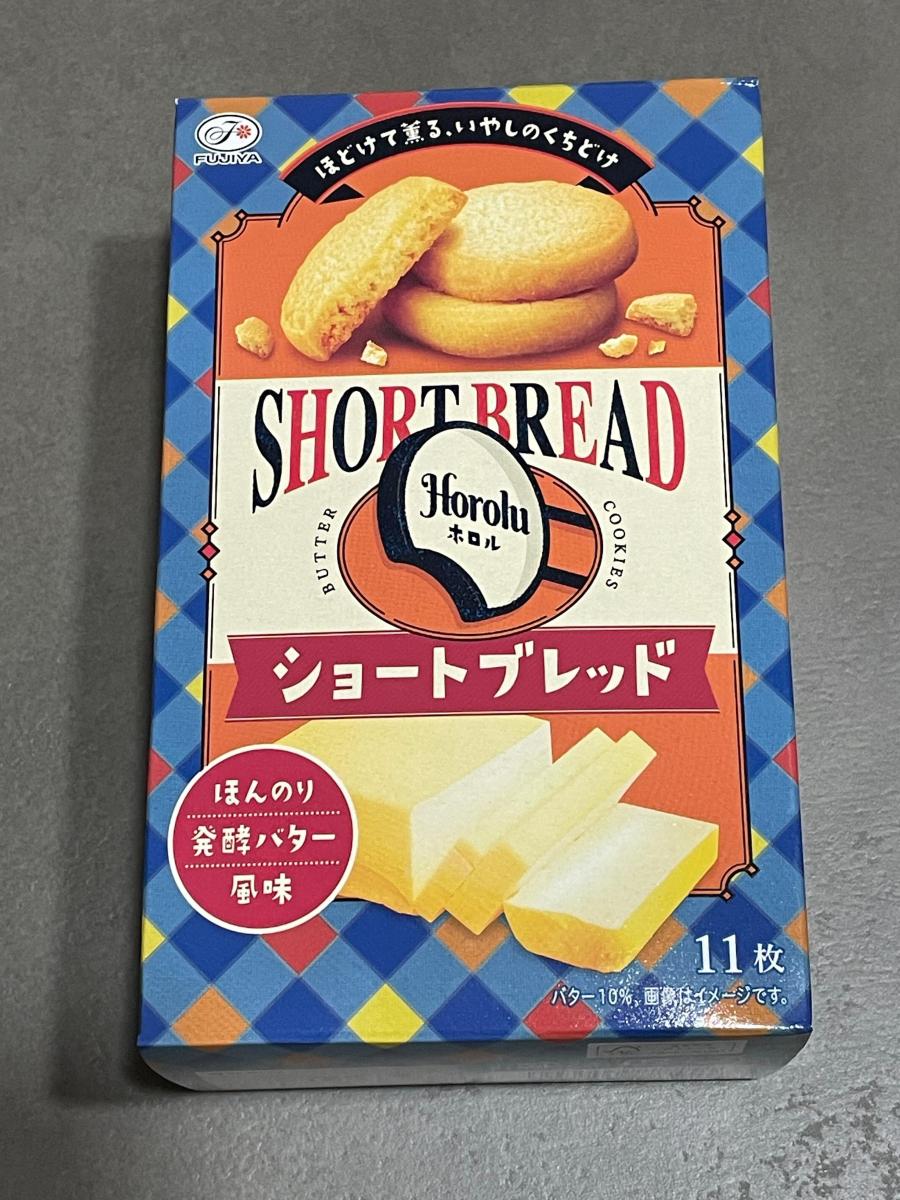 FUJIYA
ほどけて薫る、いやしのくちどけ
SHORT BREAD
Horolu
ホロル
BUTTER
COOKIES
ショートブレッド
ほんのり
発酵バター
風味
11枚
バター10%、画像はイメージです。